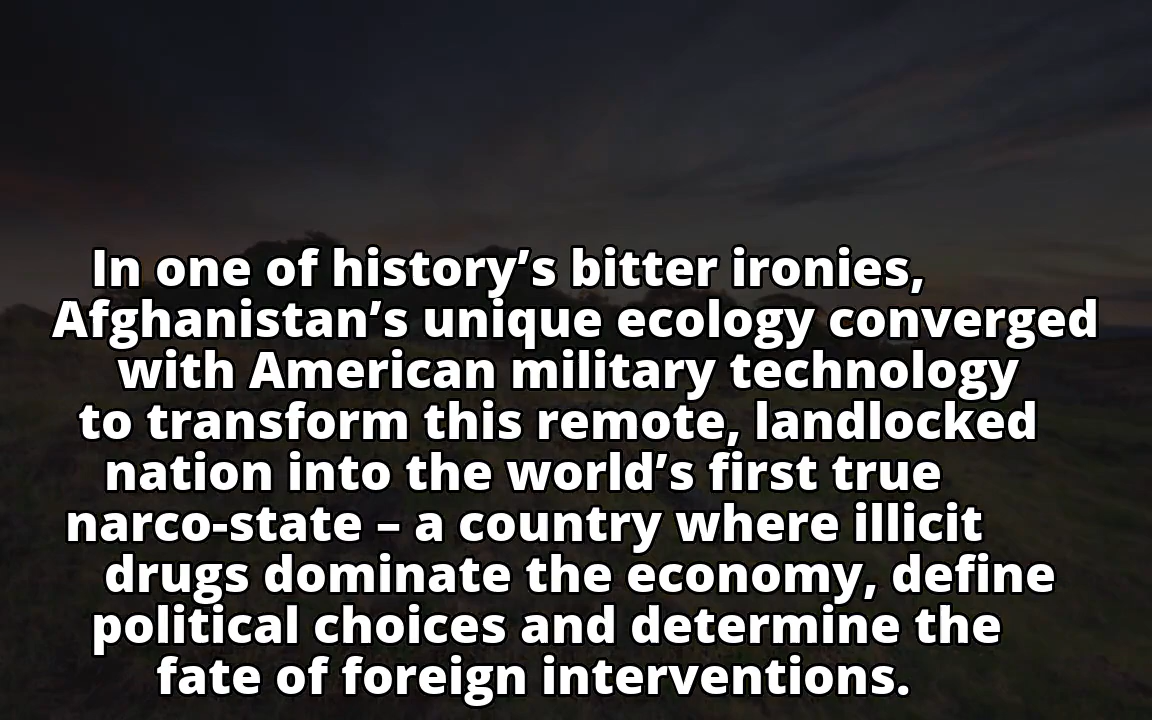 In one of history’s bitter ironies,
Afghanistan’s unique ecology converged
with American military technology
to transform this remote, landlocked
nation into the world’s first true
narco-state – a country where illicit
drugs dominate the economy, define
political choices and determine the
fate of foreign interventions.